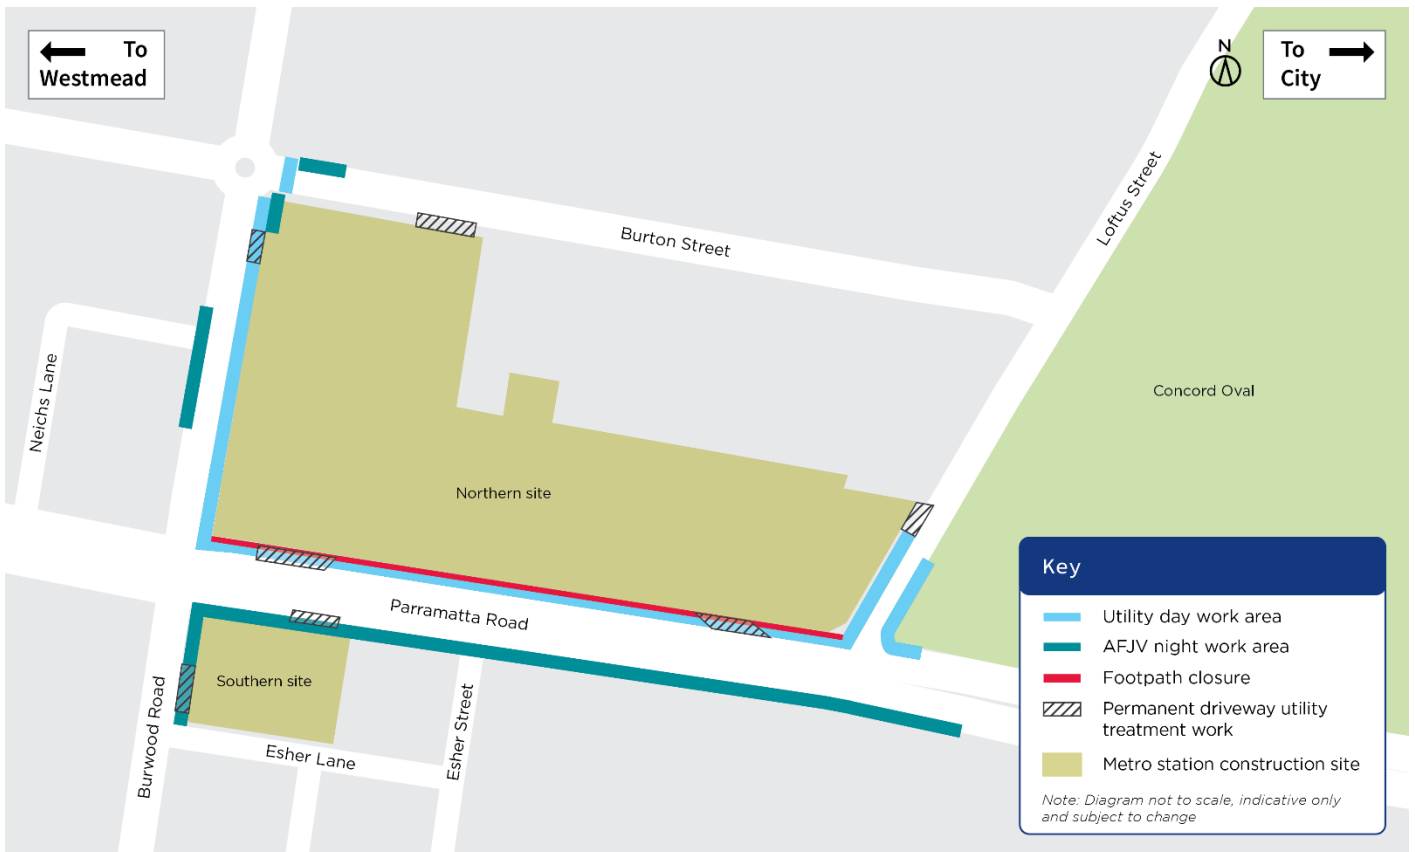 To
Westmead
N
To
City
Burton Street
Loftus Street
Concord Oval
Neichs Lane
Northern site
Parramatta Road
Southern site
Burwood Road
Esher Lane
Esher Street
Key
Utility day work area
AFJV night work area
Footpath closure
Permanent driveway utility
treatment work
Metro station construction site
Note: Diagram not to scale, indicative only
and subject to change